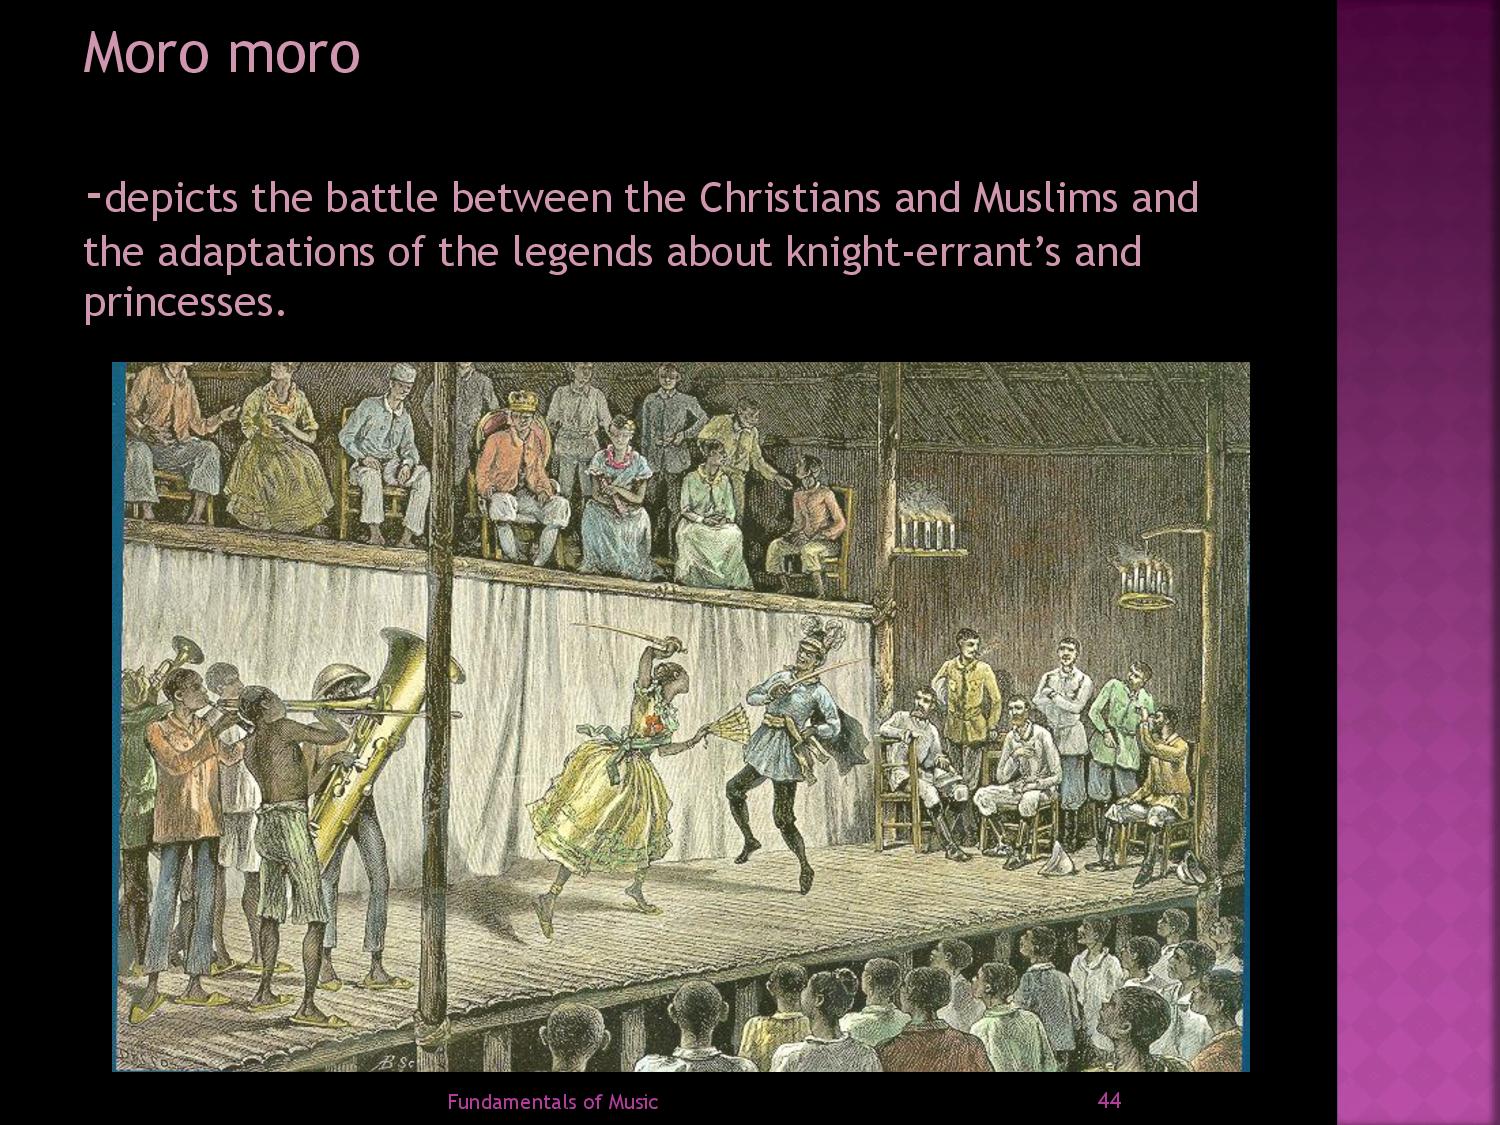 Moro moro
-depicts the battle between the Christians and Muslims and
the adaptations of the legends about knight-errant’s and
princesses.
Fundamentals of Music
44